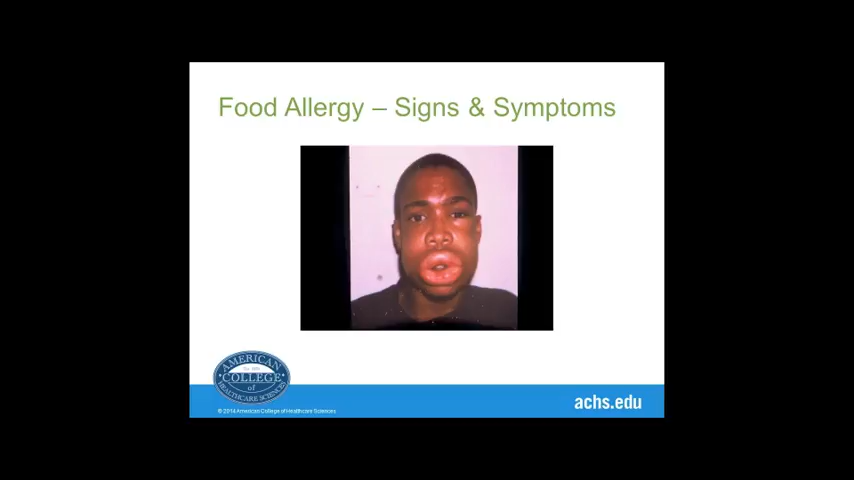 Food Allergy – Signs & Symptoms
AMERICAN
COLLEGE
of
HEALTHCARE SCIENCES
achs.edu
© 2014 American College of Healthcare Sciences